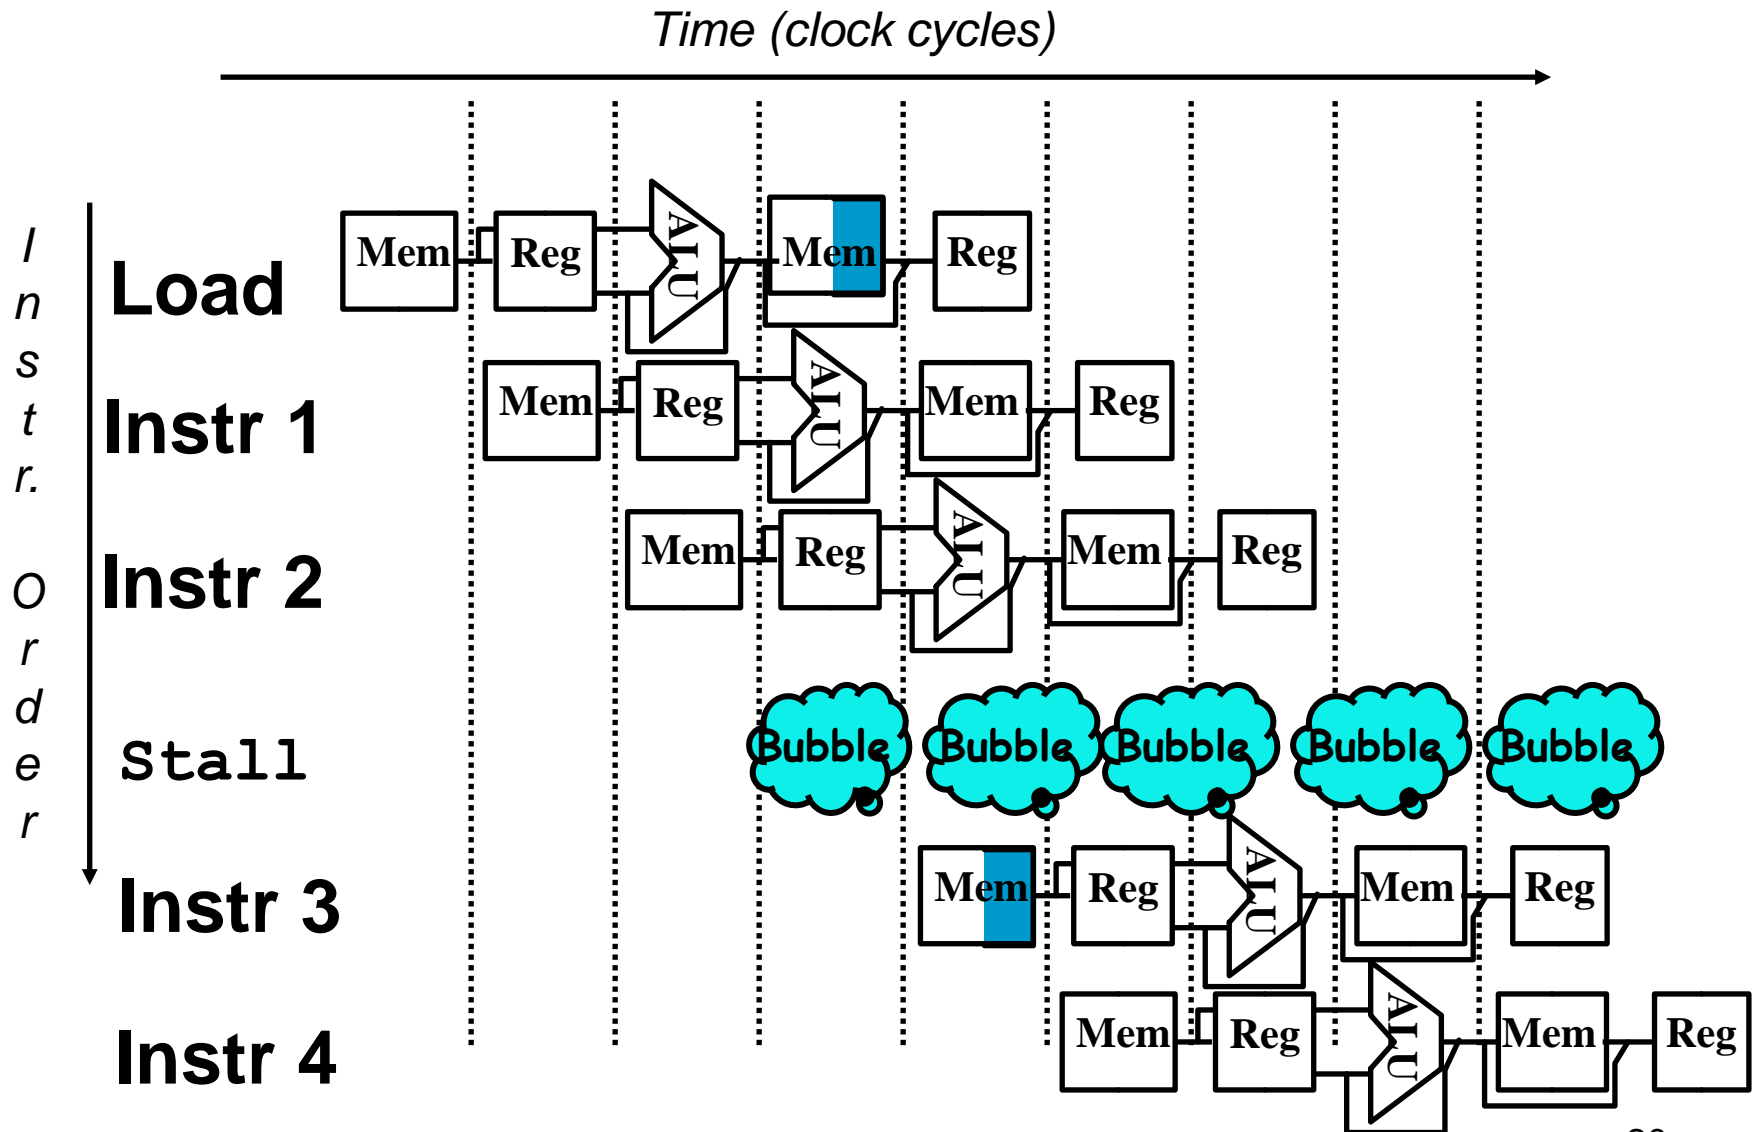 Time (clock cycles)
Instr. Order
Load
Mem Reg ALU Mem Reg
Instr 1
Mem Reg ALU Mem Reg
Instr 2
Mem Reg ALU Mem Reg
Stall
Bubble Bubble Bubble Bubble Bubble
Instr 3
Mem Reg ALU Mem Reg
Instr 4
Mem Reg ALU Mem Reg